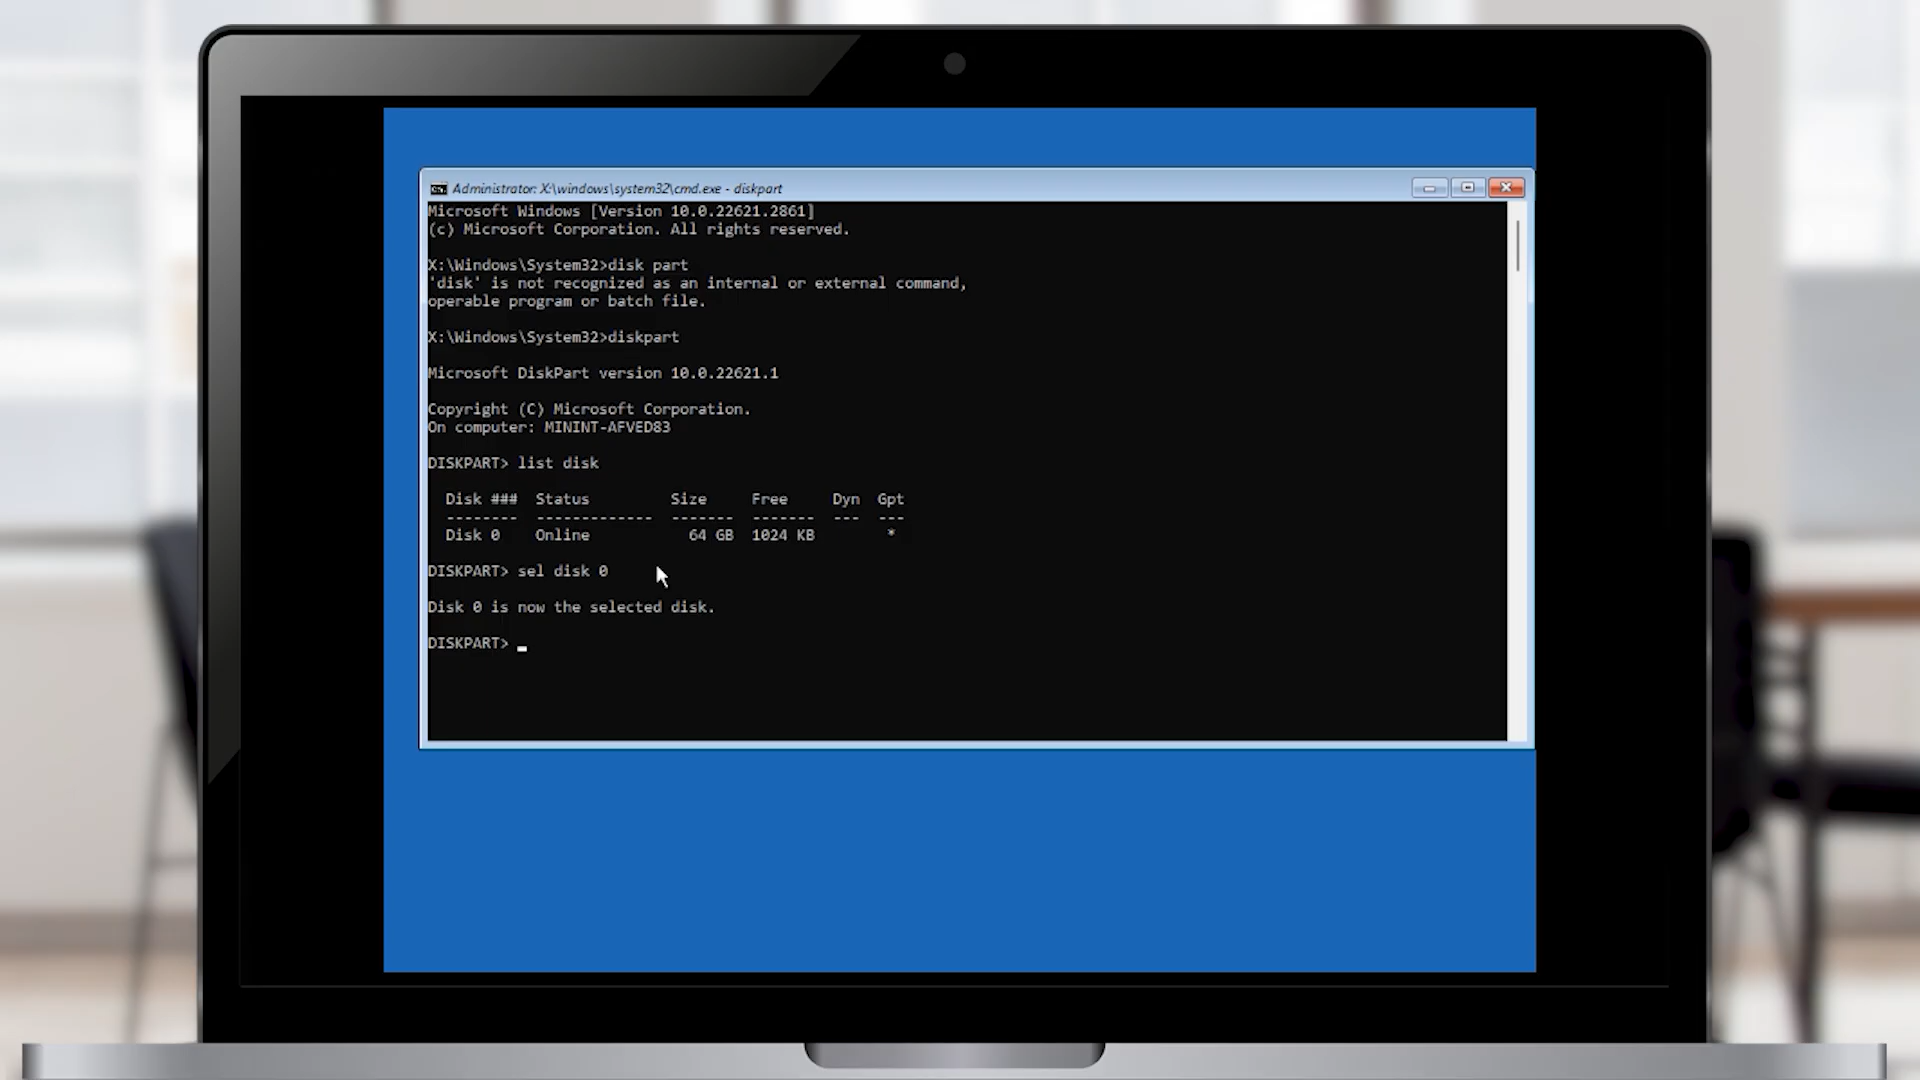 Administrator: X:\windows\system32\cmd.exe - diskpart
Microsoft Windows [Version 10.0.22621.2861]
(c) Microsoft Corporation. All rights reserved.
X:\Windows\System32>disk part
'disk' is not recognized as an internal or external command,
operable program or batch file.
X:\Windows\System32>diskpart
Microsoft DiskPart version 10.0.22621.1
Copyright (C) Microsoft Corporation.
On computer: MININT-AFVED83
DISKPART> list disk
  Disk ###  Status         Size     Free     Dyn  Gpt
  --------  -------------  -------  -------  ---  ---
  Disk 0    Online           64 GB  1024 KB        *
DISKPART> sel disk 0
Disk 0 is now the selected disk.
DISKPART>